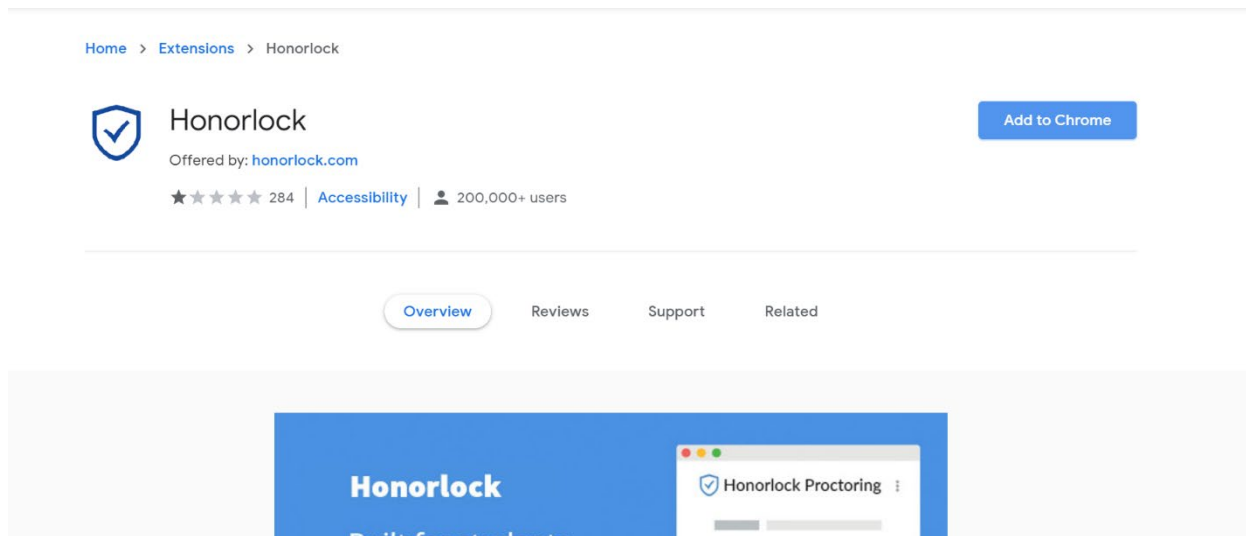 Home > Extensions > Honorlock
Honorlock
Add to Chrome
Offered by: honorlock.com
284 | Accessibility | 200,000+ users
Overview Reviews Support Related
Honorlock
Honorlock Proctoring